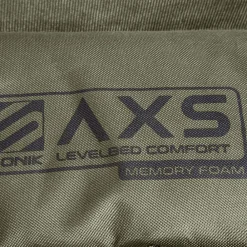 AXS
ONIK LEVELBED COMFORT
MEMORY FOAM